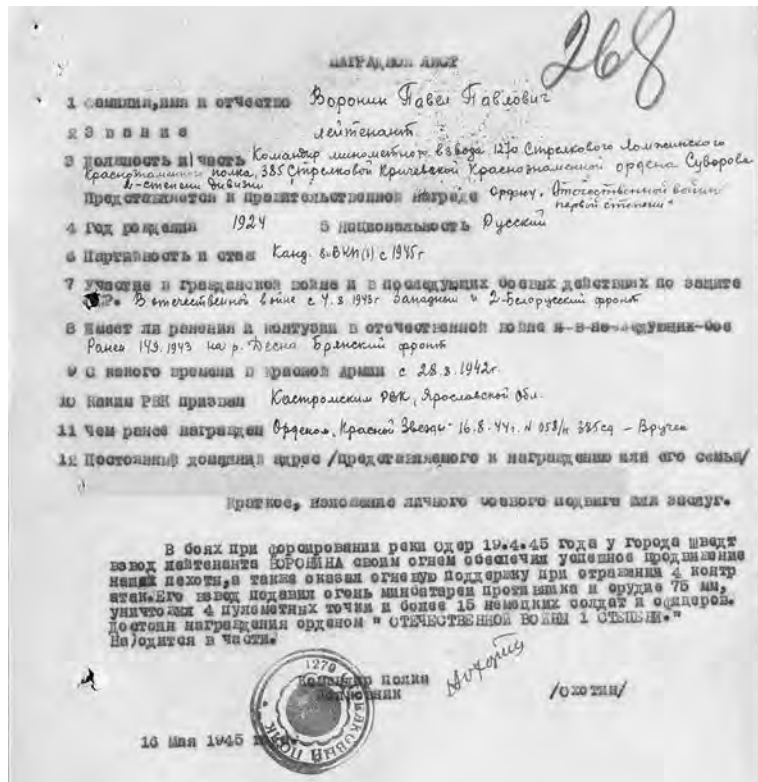 268
НАГРАДНОЙ ЛИСТ
1 Фамилия,имя и отчество Воронин Павел Павлович
2 Звание лейтенант
3 Должность и часть Командир минометного взвода 1270 Стрелкового Ломжинского
Краснознаменного полка, 385 Стрелковой Кричевской Краснознаменной ордена Суворова
2-степени дивизии
Представляется к правительственной награде Ордену "Отечественной войны
первой степени"
4 Год рождения 1924 5 национальность Русский
6 Партийность и стаж Канд. в ВКП(б) с 1945г
7 Участие в гражданской войне и в последующих боевых действиях по защите
СССР. В отечественной войне с 4.8.1943г Западный и 2-Белорусский фронт
8 Имеет ли ранения и контузии в отечественной войне и в последующих бое
Ранен 14.9.1943 на р. Десна Брянский фронт
9 С какого времени в Красной Армии с 28.8.1942г.
10 Каким РВК призван Кастромским РВК, Ярославской Обл.
11 Чем ранее награжден Орденом "Красной Звезды" 16.8.44г. N 058/н 385сд - Вручен
12 Постоянный домашний адрес /представляемого к награждению или его семьи/
Краткое, изложение личного боевого подвига или заслуг.
В боях при форсировании реки Одер 19.4.45 года у города ШВЕДТ
взвод лейтенанта ВОРОНИНА своим огнем обеспечил успешное продвижение
нашей пехоты,а также оказал огневую поддержку при отражении 4 контр
атак.Его взвод подавил огонь минбатареи противника и орудие 75 мм,
уничтожил 4 пулеметных точки и более 15 немецких солдат и офицеров.
Достоин награждения орденом " ОТЕЧЕСТВЕННОЙ ВОЙНЫ 1 СТЕПЕНИ."
Находится в части.
1270
Командир полка
Полковник /ОХОТИН/
16 Мая 1945